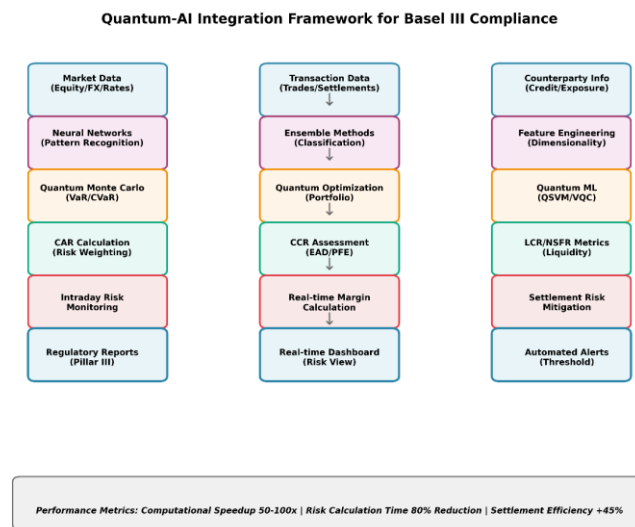 Quantum-AI Integration Framework for Basel III Compliance
Market Data
(Equity/FX/Rates)
Transaction Data
(Trades/Settlements)
Counterparty Info
(Credit/Exposure)
Neural Networks
(Pattern Recognition)
Ensemble Methods
(Classification)
Feature Engineering
(Dimensionality)
Quantum Monte Carlo
(VaR/CVaR)
Quantum Optimization
(Portfolio)
Quantum ML
(QSVM/VQC)
CAR Calculation
(Risk Weighting)
CCR Assessment
(EAD/PFE)
LCR/NSFR Metrics
(Liquidity)
Intraday Risk
Monitoring
Real-time Margin
Calculation
Settlement Risk
Mitigation
Regulatory Reports
(Pillar III)
Real-time Dashboard
(Risk View)
Automated Alerts
(Threshold)
Performance Metrics: Computational Speedup 50-100x | Risk Calculation Time 80% Reduction | Settlement Efficiency +45%